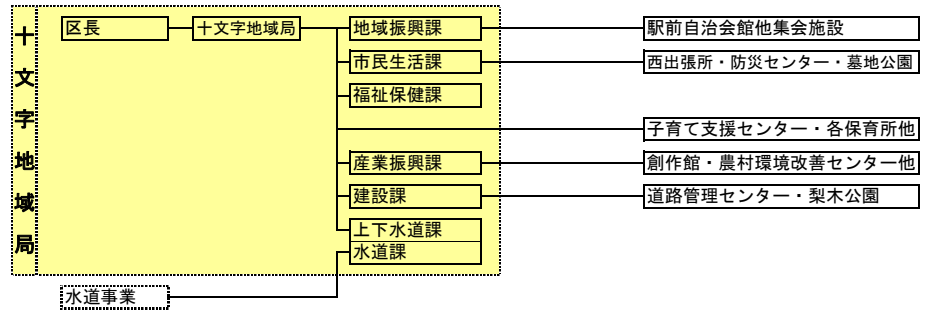 十文字地域局
区長
十文字地域局
地域振興課
駅前自治会館他集会施設
市民生活課
西出張所・防災センター・墓地公園
福祉保健課
子育て支援センター・各保育所他
産業振興課
創作館・農村環境改善センター他
建設課
道路管理センター・梨木公園
上下水道課
水道課
水道事業